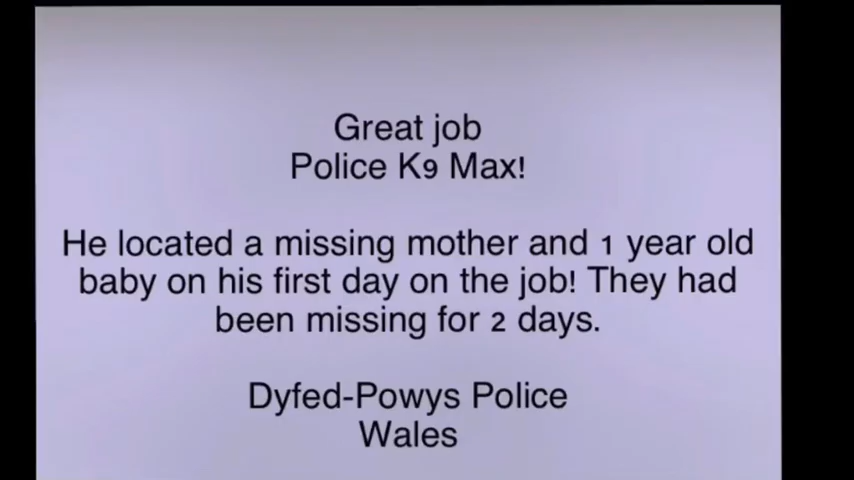 Great job
Police K9 Max!
He located a missing mother and 1 year old
baby on his first day on the job! They had
been missing for 2 days.
Dyfed-Powys Police
Wales